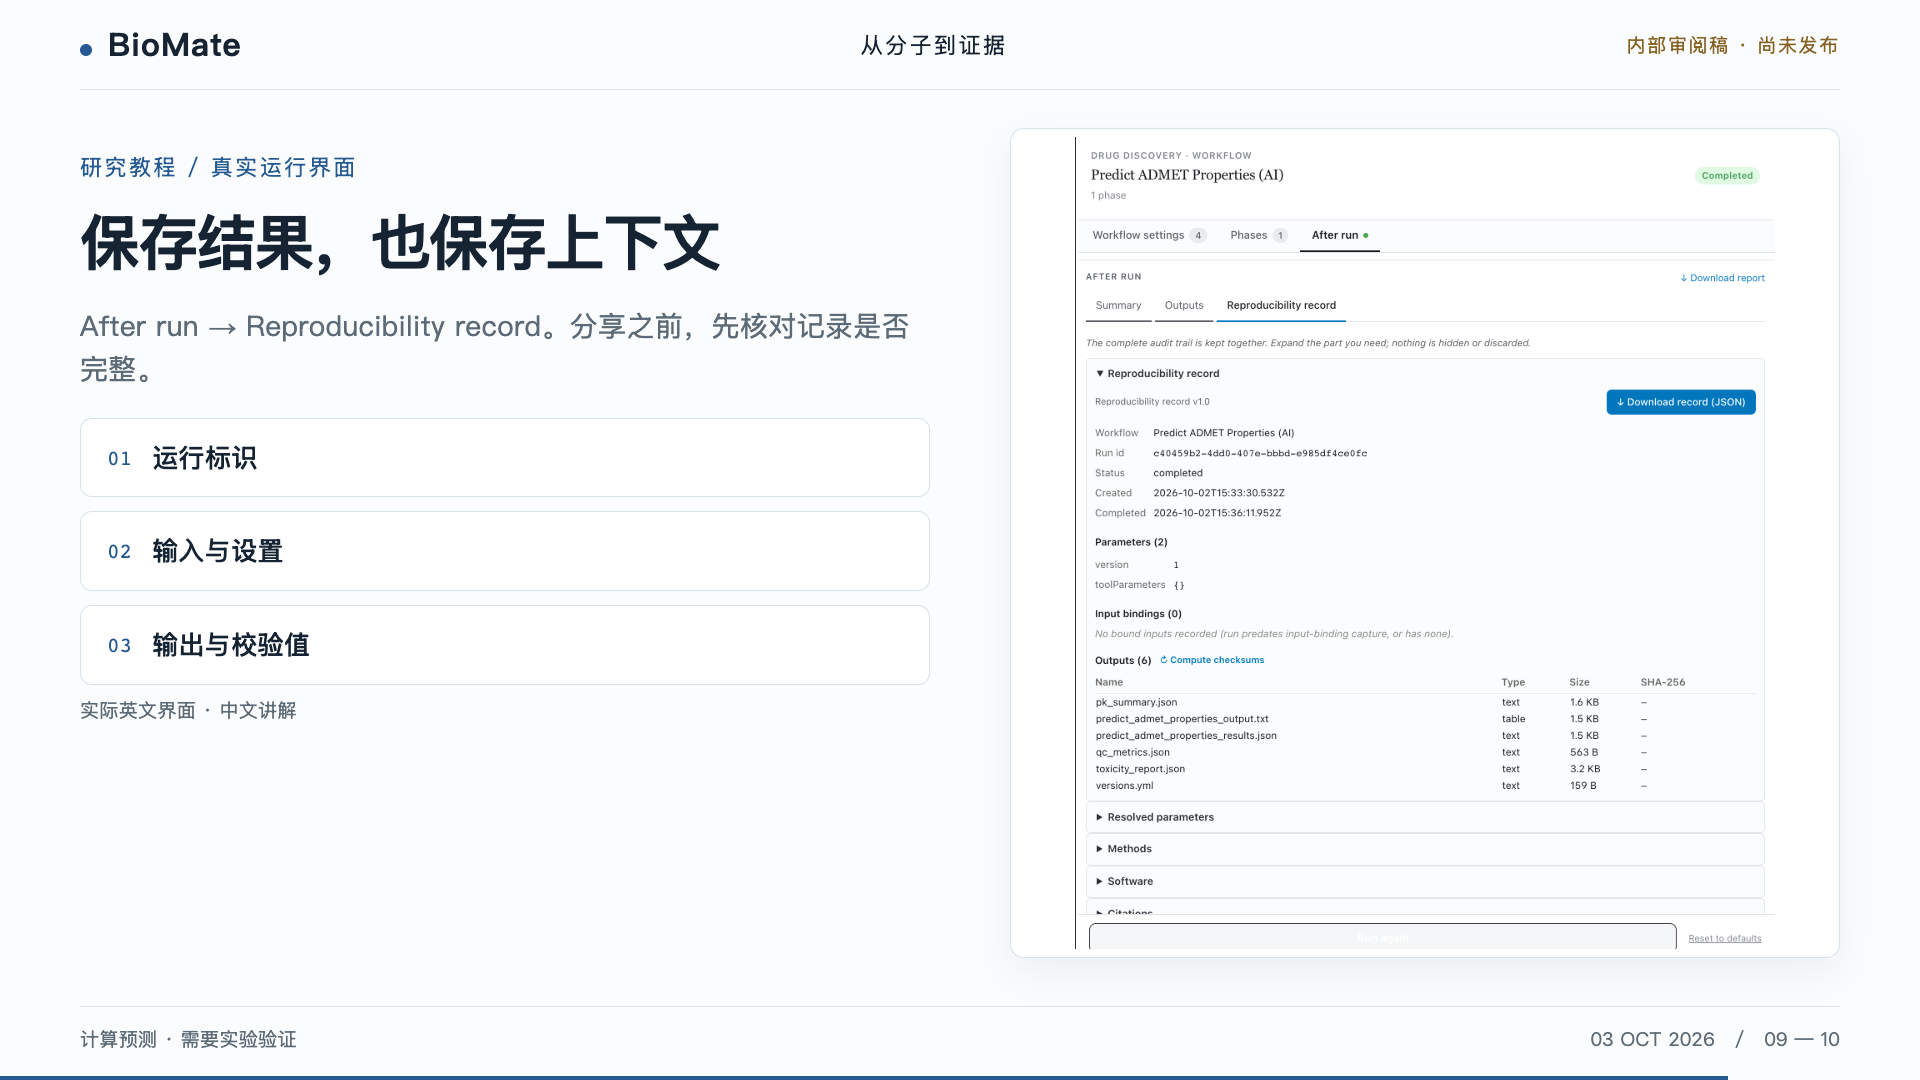 BioMate
从分子到证据
内部审阅稿 · 尚未发布
研究教程 / 真实运行界面
保存结果，也保存上下文
After run → Reproducibility record。分享之前，先核对记录是否
完整。
01 运行标识
02 输入与设置
03 输出与校验值
实际英文界面 · 中文讲解
DRUG DISCOVERY · WORKFLOW
Predict ADMET Properties (AI)
Completed
1 phase
Workflow settings 4 Phases 1 After run
AFTER RUN
↓ Download report
Summary Outputs Reproducibility record
The complete audit trail is kept together. Expand the part you need; nothing is hidden or discarded.
▼ Reproducibility record
Reproducibility record v1.0
↓ Download record (JSON)
Workflow Predict ADMET Properties (AI)
Run id c40459b2-4dd0-407e-bbbd-e985df4ce0fc
Status completed
Created 2026-10-02T15:33:30.532Z
Completed 2026-10-02T15:36:11.952Z
Parameters (2)
version 1
toolParameters {}
Input bindings (0)
No bound inputs recorded (run predates input-binding capture, or has none).
Outputs (6) ↻ Compute checksums
Name Type Size SHA-256
pk_summary.json text 1.6 KB –
predict_admet_properties_output.txt table 1.5 KB –
predict_admet_properties_results.json text 1.5 KB –
qc_metrics.json text 563 B –
toxicity_report.json text 3.2 KB –
versions.yml text 159 B –
▶ Resolved parameters
▶ Methods
▶ Software
▶ Citations
Run again
Reset to defaults
计算预测 · 需要实验验证
03 OCT 2026 / 09 — 10